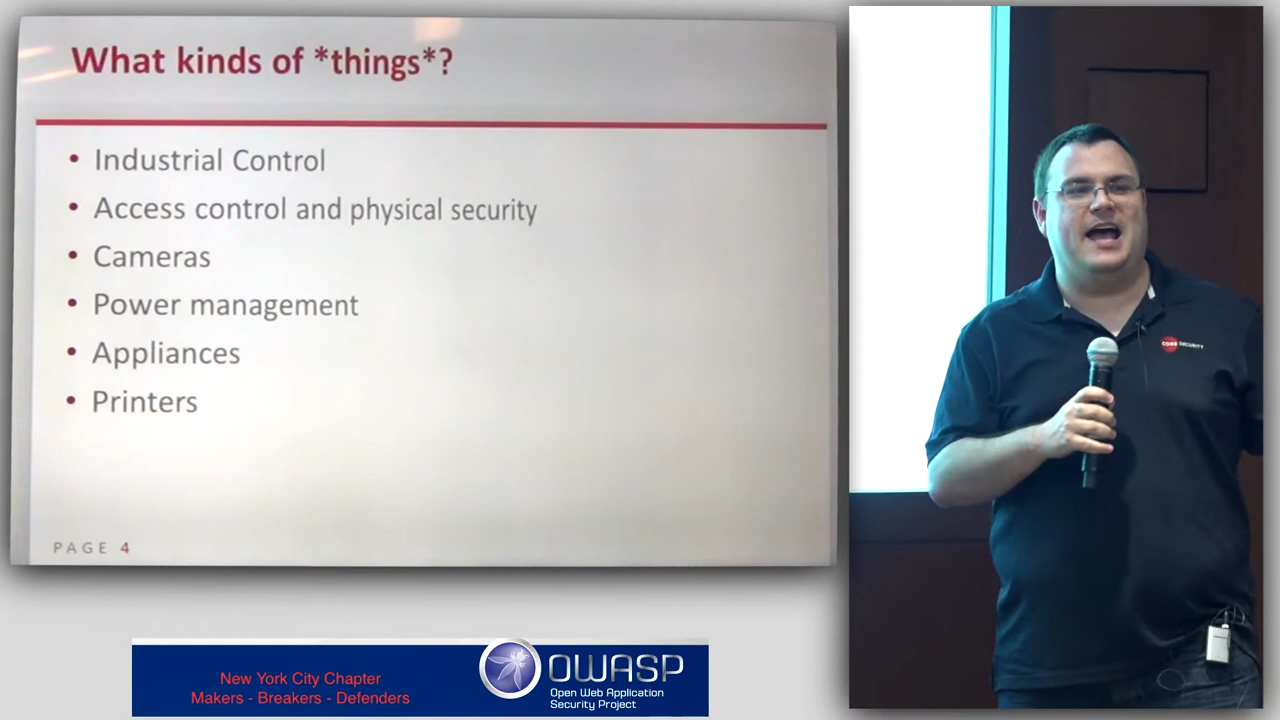 What kinds of *things*?
• Industrial Control
• Access control and physical security
• Cameras
• Power management
• Appliances
• Printers
PAGE 4
SECURITY
New York City Chapter
Makers - Breakers - Defenders
OWASP
Open Web Application
Security Project